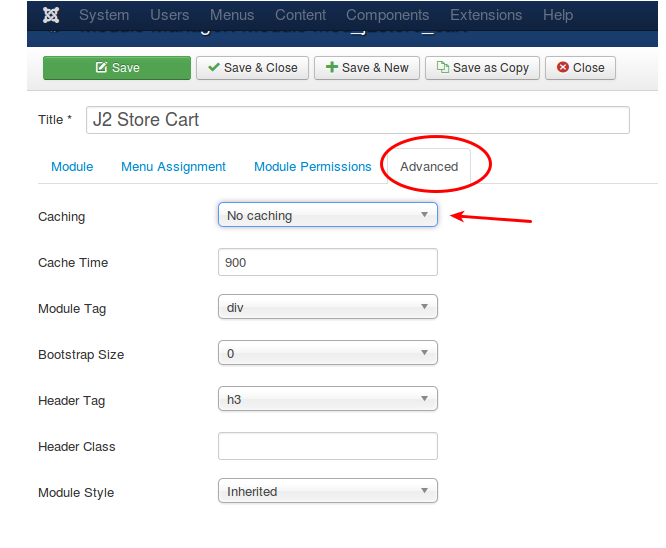 System Users Menus Content Components Extensions Help
Save Save & Close Save & New Save as Copy Close
Title * J2 Store Cart
Module Menu Assignment Module Permissions Advanced
Caching No caching
Cache Time 900
Module Tag div
Bootstrap Size 0
Header Tag h3
Header Class
Module Style Inherited